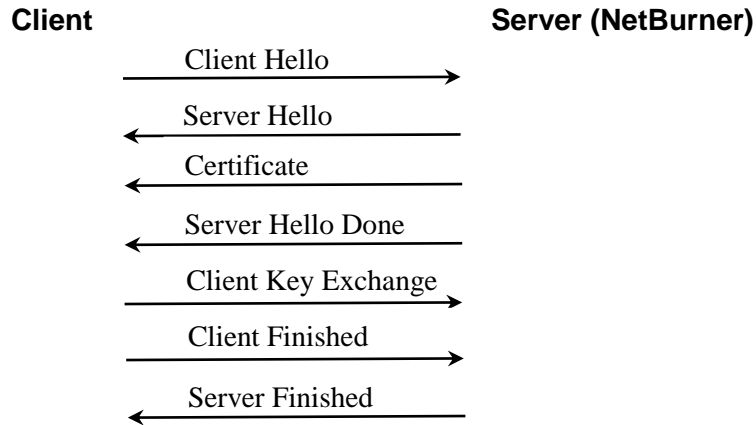 Client Server (NetBurner)
Client Hello
Server Hello
Certificate
Server Hello Done
Client Key Exchange
Client Finished
Server Finished